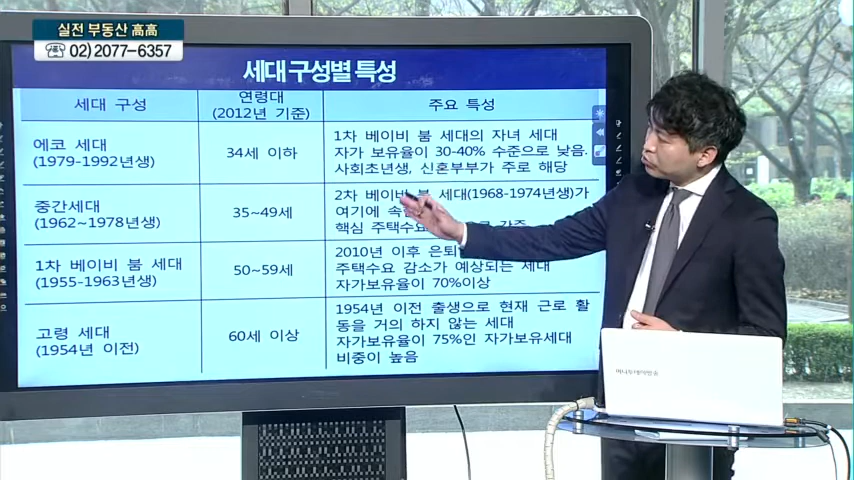 실전 부동산 高高
02) 2077-6357
세대 구성별 특성
세대 구성
연령대
(2012년 기준)
주요 특성
에코 세대
(1979-1992년생)
34세 이하
1차 베이비 붐 세대의 자녀 세대
자가 보유율이 30-40% 수준으로 낮음.
사회초년생, 신혼부부가 주로 해당
중간세대
(1962~1978년생)
35~49세
2차 베이비 붐 세대(1968-1974년생)가
여기에
핵심 주택수요
1차 베이비 붐 세대
(1955-1963년생)
50~59세
2010년 이후
주택수요 감소가 예상되는 세대
자가보유율이 70%이상
고령 세대
(1954년 이전)
60세 이상
1954년 이전 출생으로 현재 근로 활
동을 거의 하지 않는 세대
자가보유율이 75%인 자가보유세대
비중이 높음
머니투데이방송